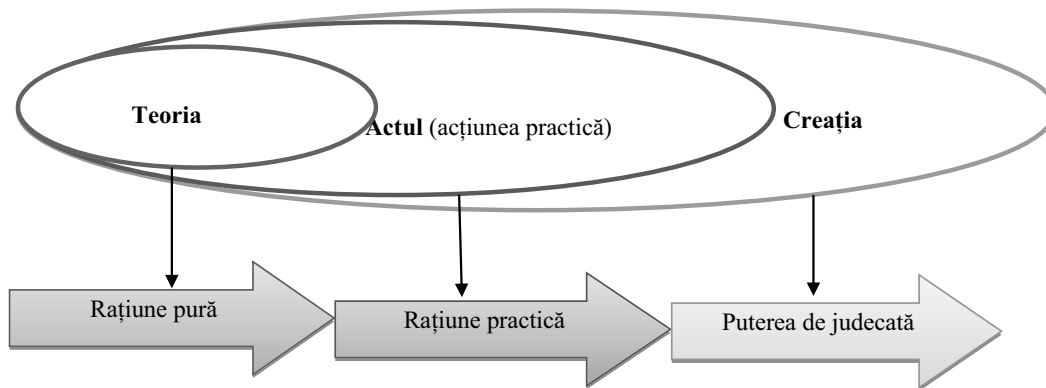 Teoria
Actul (acțiunea practică)
Creația
Rațiune pură
Rațiune practică
Puterea de judecată